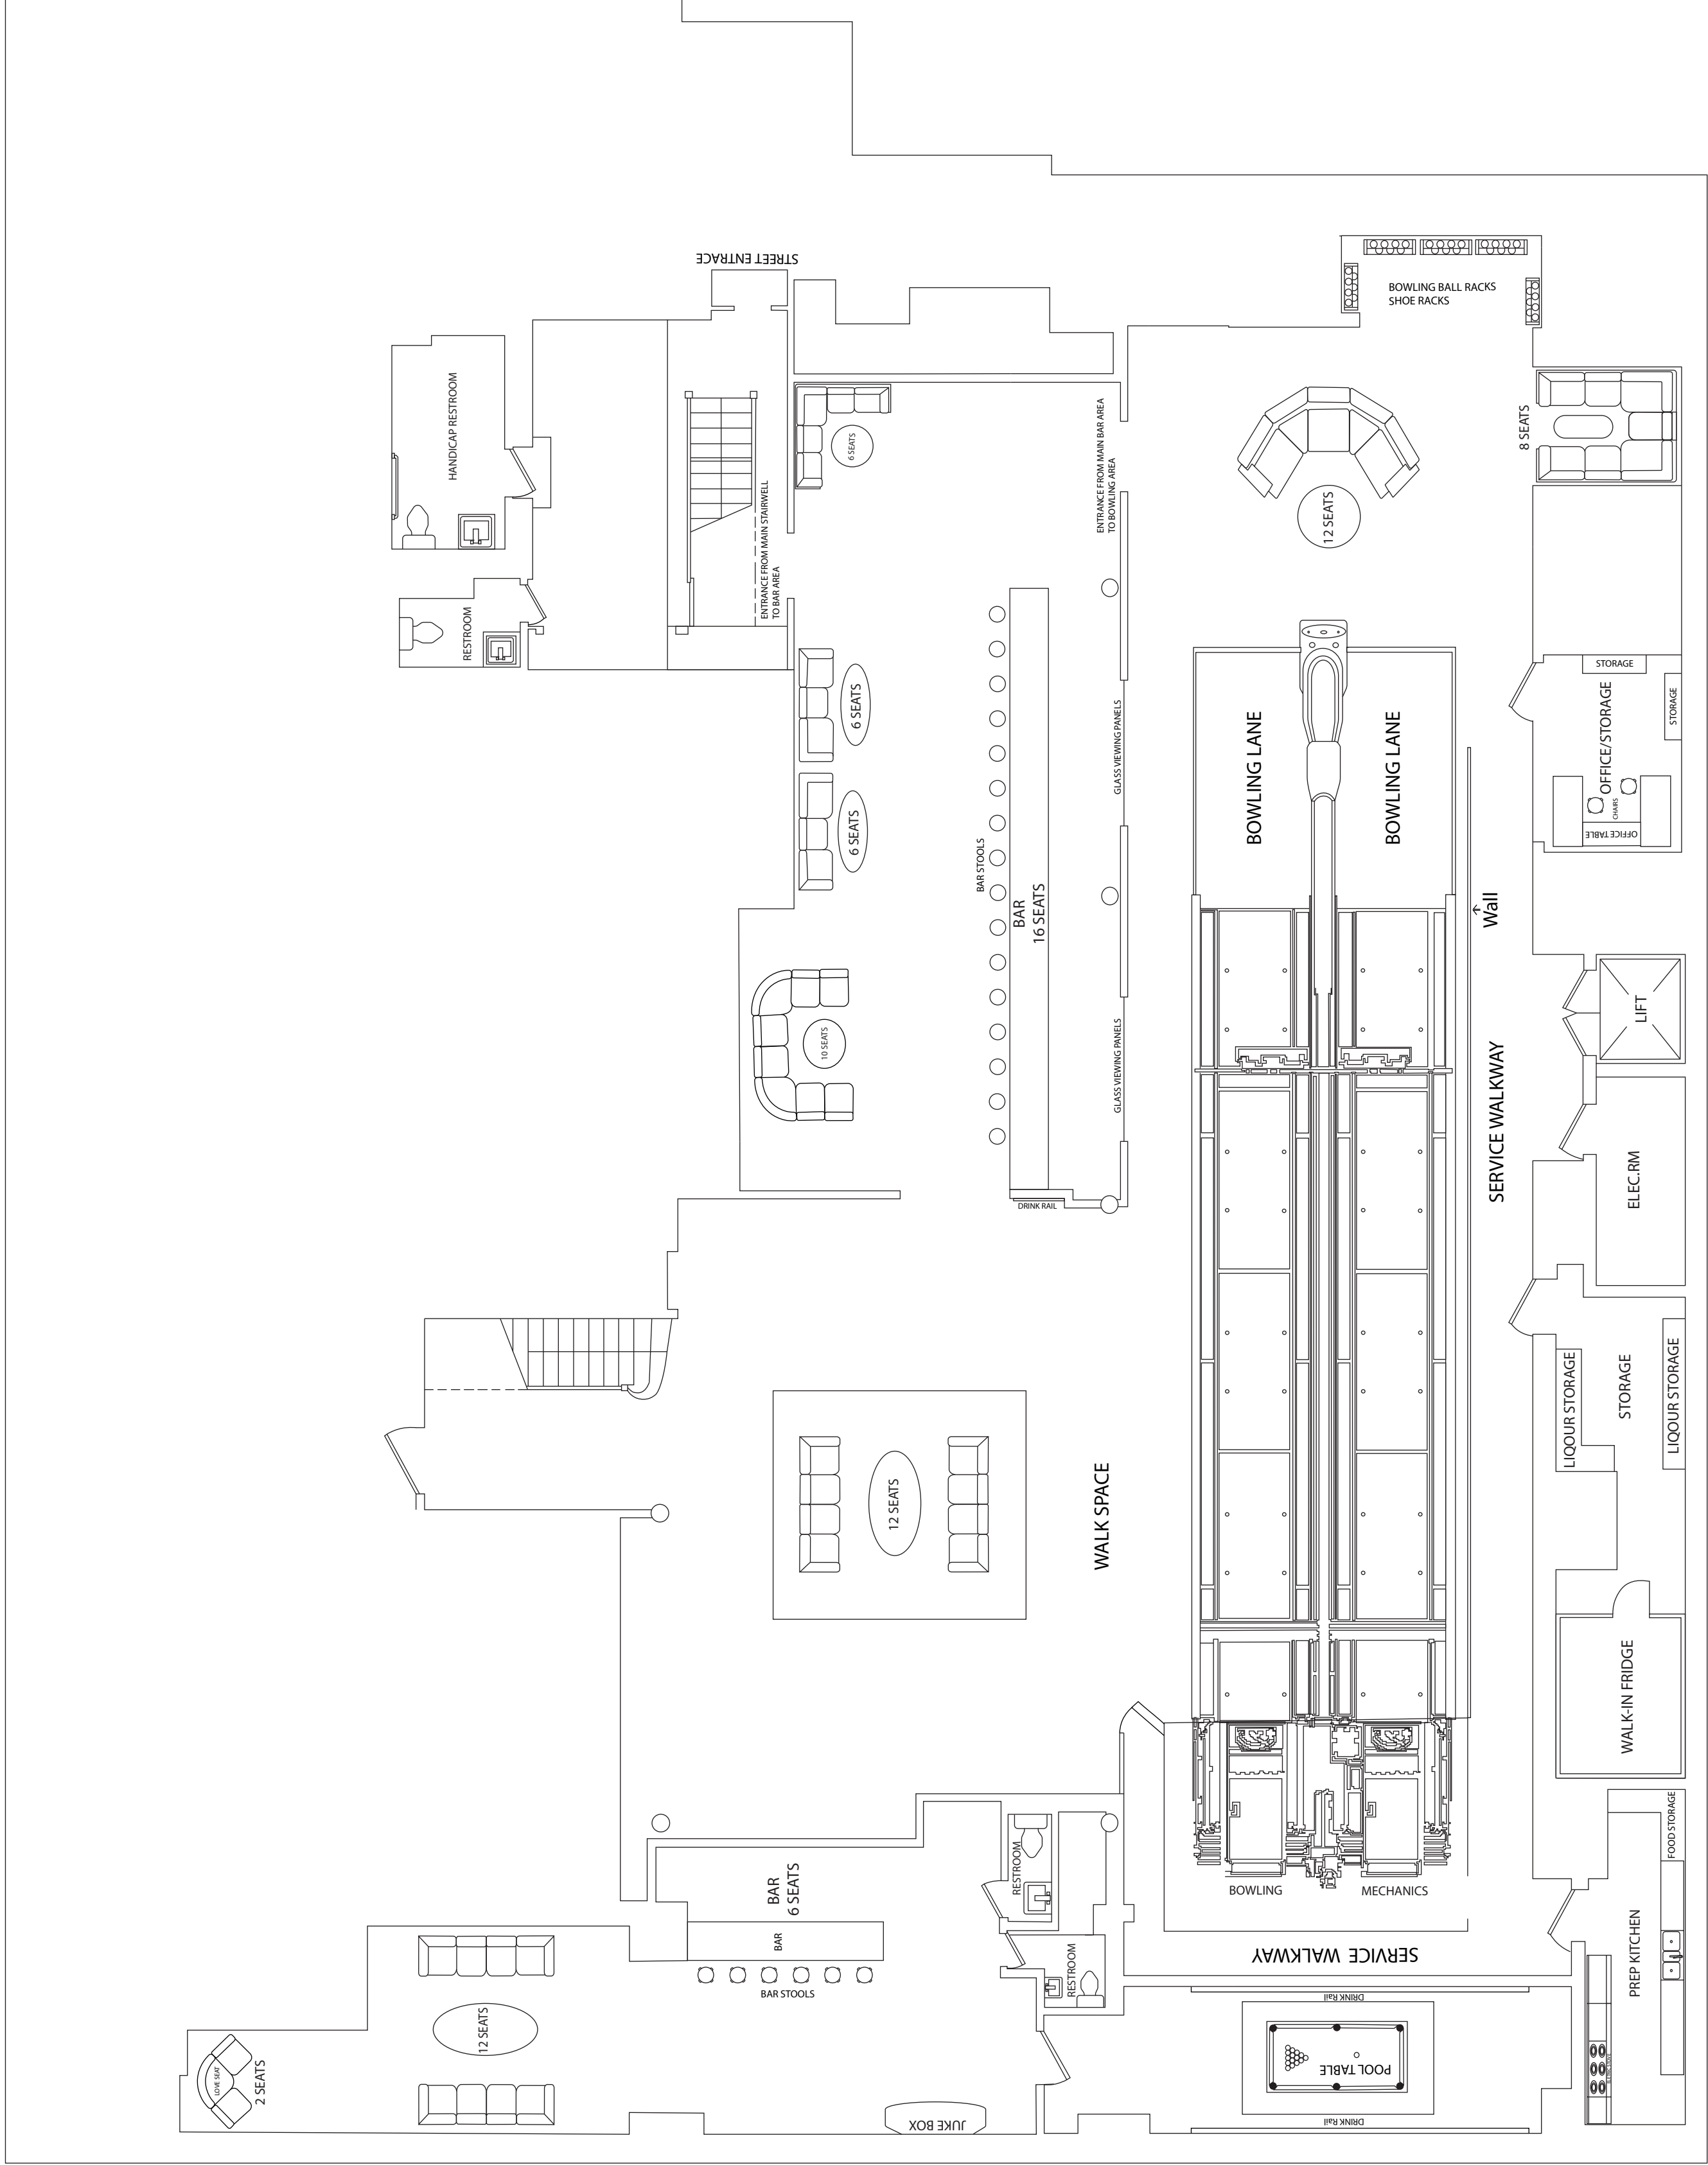 STREET ENTRACE
BOWLING BALL RACKS
SHOE RACKS
HANDICAP RESTROOM
6 SEATS
ENTRANCE FROM MAIN BAR AREA
TO BOWLING AREA
8 SEATS
12 SEATS
ENTRANCE FROM MAIN STAIRWELL
TO BAR AREA
RESTROOM
6 SEATS
GLASS VIEWING PANELS
BOWLING LANE
BOWLING LANE
STORAGE
STORAGE
OFFICE/STORAGE
CHAIRS
OFFICE TABLE
6 SEATS
BAR STOOLS
BAR
16 SEATS
Wall
10 SEATS
GLASS VIEWING PANELS
LIFT
SERVICE WALKWAY
ELEC.RM
DRINK RAIL
LIQOUR STORAGE
STORAGE
LIQOUR STORAGE
12 SEATS
WALK SPACE
WALK-IN FRIDGE
FOOD STORAGE
BAR
6 SEATS
RESTROOM
BOWLING
MECHANICS
BAR
BAR STOOLS
RESTROOM
SERVICE WALKWAY
PREP KITCHEN
DRINK Rail
12 SEATS
LOVE SEAT
2 SEATS
POOL TABLE
JUKE BOX
DRINK Rail